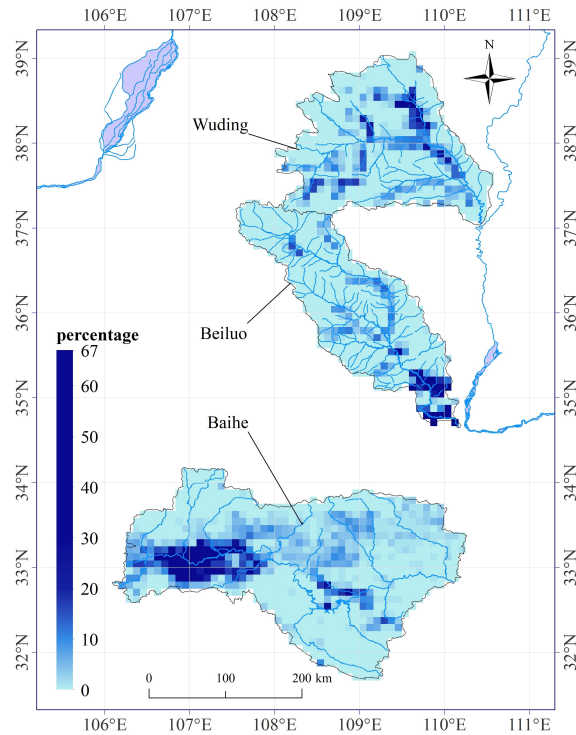 106°E 107°E 108°E 109°E 110°E 111°E
39°N 39°N
N
38°N 38°N
Wuding
37°N 37°N
36°N 36°N
Beiluo
percentage
67
60
50
40
30
20
10
0
35°N 35°N
Baihe
34°N 34°N
33°N 33°N
32°N 32°N
0 100 200 km
106°E 107°E 108°E 109°E 110°E 111°E